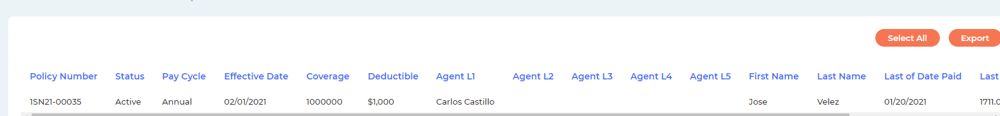 Select All Export
Policy Number Status Pay Cycle Effective Date Coverage Deductible Agent L1 Agent L2 Agent L3 Agent L4 Agent L5 First Name Last Name Last of Date Paid Last
1SN21-00035 Active Annual 02/01/2021 1000000 $1,000 Carlos Castillo Jose Velez 01/20/2021 1711.0